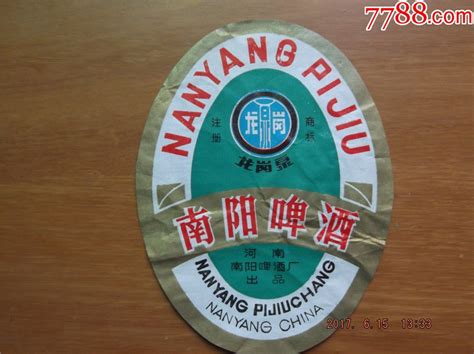 7788.com
NANYANG PIJIU
龙岗
注册 商标
龙岗泉
南阳啤酒
河南
南阳啤酒厂
出品
NANYANG PIJIUCHANG
NANYANG CHINA
2017. 6.15 13:33